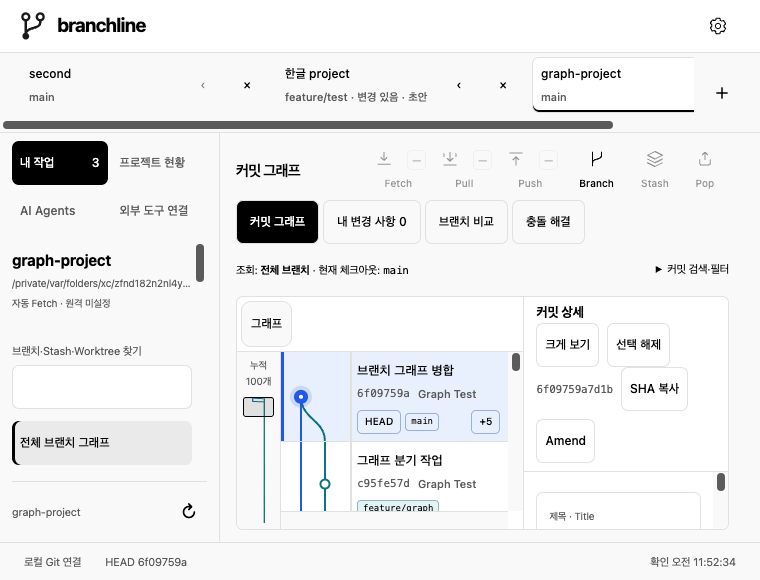 branchline
second
main
한글 project
feature/test · 변경 있음 · 초안
graph-project
main
내 작업 3
프로젝트 현황
AI Agents
외부 도구 연결
graph-project
/private/var/folders/xc/zfnd182n2nl4y...
자동 Fetch · 원격 미설정
브랜치·Stash·Worktree 찾기
전체 브랜치 그래프
graph-project
커밋 그래프
Fetch
Pull
Push
Branch
Stash
Pop
커밋 그래프
내 변경 사항 0
브랜치 비교
충돌 해결
조회: 전체 브랜치 · 현재 체크아웃: main
▶ 커밋 검색·필터
그래프
누적
100개
브랜치 그래프 병합
6f09759a Graph Test
HEAD main +5
그래프 분기 작업
c95fe57d Graph Test
feature/graph
커밋 상세
크게 보기
선택 해제
6f09759a7d1b
SHA 복사
Amend
제목 · Title
로컬 Git 연결
HEAD 6f09759a
확인 오전 11:52:34